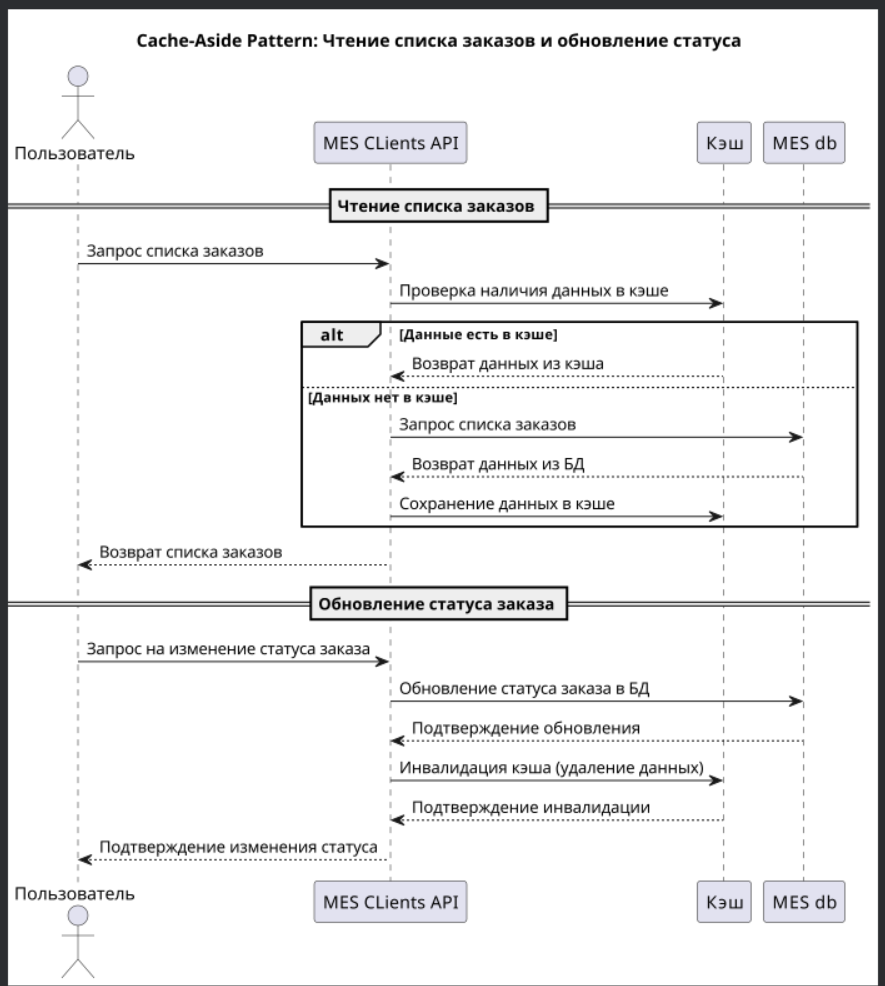 Cache-Aside Pattern: Чтение списка заказов и обновление статуса
Пользователь
MES CLients API
Кэш
MES db
Чтение списка заказов
Запрос списка заказов
Проверка наличия данных в кэше
alt
[Данные есть в кэше]
Возврат данных из кэша
[Данных нет в кэше]
Запрос списка заказов
Возврат данных из БД
Сохранение данных в кэше
Возврат списка заказов
Обновление статуса заказа
Запрос на изменение статуса заказа
Обновление статуса заказа в БД
Подтверждение обновления
Инвалидация кэша (удаление данных)
Подтверждение инвалидации
Подтверждение изменения статуса
Пользователь
MES CLients API
Кэш
MES db